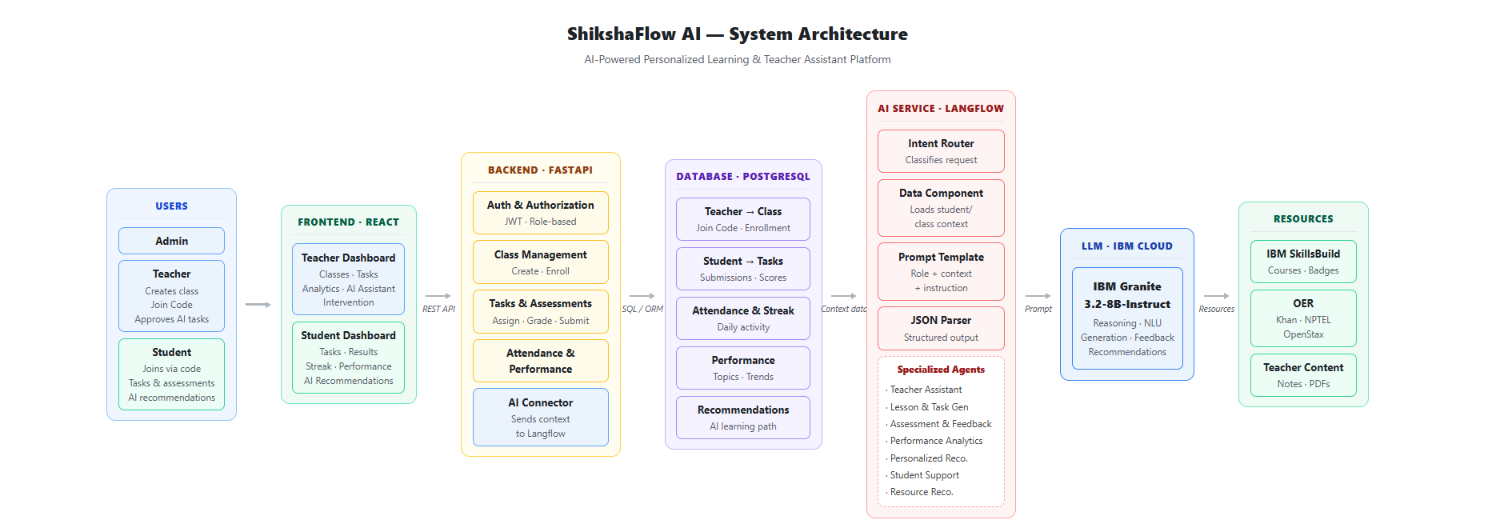 ShikshaFlow AI — System Architecture
AI-Powered Personalized Learning & Teacher Assistant Platform
USERS
Admin
Teacher
Creates class
Join Code
Approves AI tasks
Student
Joins via code
Tasks & assessments
AI recommendations
FRONTEND · REACT
Teacher Dashboard
Classes · Tasks
Analytics · AI Assistant
Intervention
Student Dashboard
Tasks · Results
Streak · Performance
AI Recommendations
REST API
BACKEND · FASTAPI
Auth & Authorization
JWT · Role-based
Class Management
Create · Enroll
Tasks & Assessments
Assign · Grade · Submit
Attendance &
Performance
AI Connector
Sends context
to Langflow
SQL / ORM
DATABASE · POSTGRESQL
Teacher → Class
Join Code · Enrollment
Student → Tasks
Submissions · Scores
Attendance & Streak
Daily activity
Performance
Topics · Trends
Recommendations
AI learning path
Context data
AI SERVICE · LANGFLOW
Intent Router
Classifies request
Data Component
Loads student/
class context
Prompt Template
Role + context
+ instruction
JSON Parser
Structured output
Specialized Agents
· Teacher Assistant
· Lesson & Task Gen
· Assessment & Feedback
· Performance Analytics
· Personalized Reco.
· Student Support
· Resource Reco.
Prompt
LLM · IBM CLOUD
IBM Granite
3.2-8B-Instruct
Reasoning · NLU
Generation · Feedback
Recommendations
Resources
RESOURCES
IBM SkillsBuild
Courses · Badges
OER
Khan · NPTEL
OpenStax
Teacher Content
Notes · PDFs